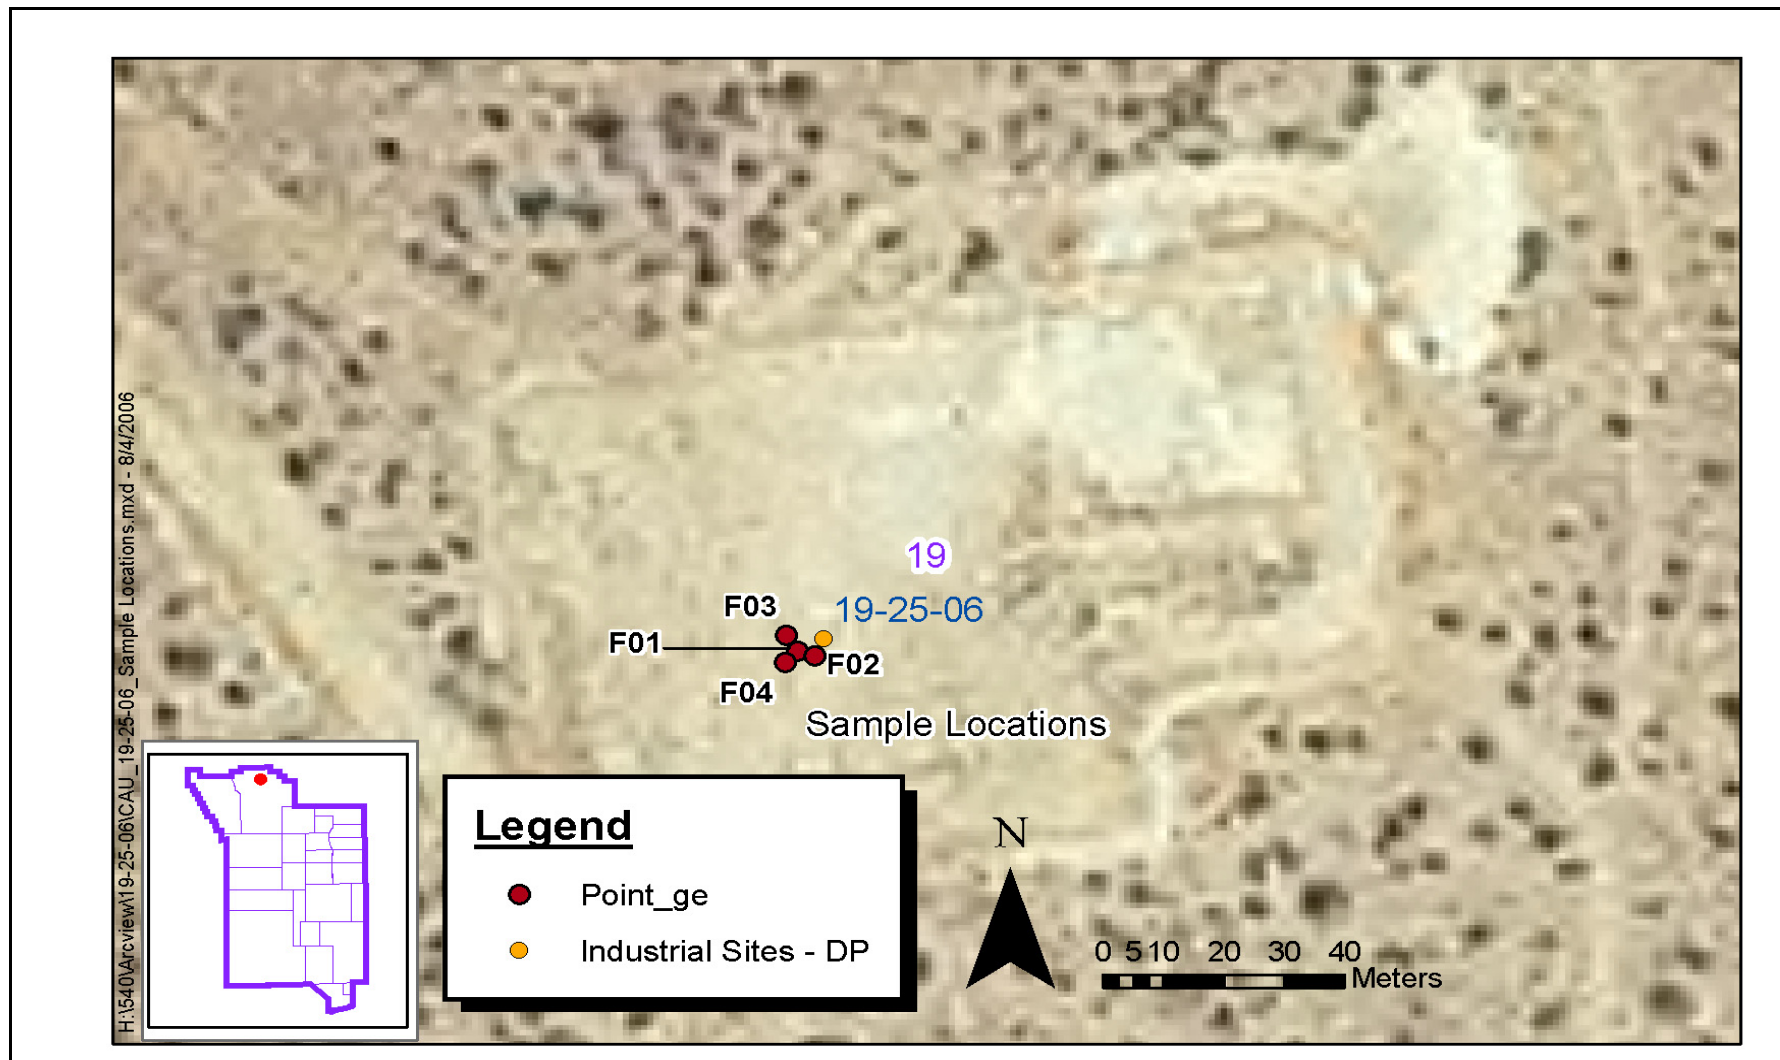 19
19-25-06
F03
F01
F02
F04
Sample Locations
H:\540\Arcview\19-25-06\CAU_19-25-06_Sample Locations.mxd - 8/4/2006
Legend
Point_ge
Industrial Sites - DP
N
0 5 10 20 30 40
Meters